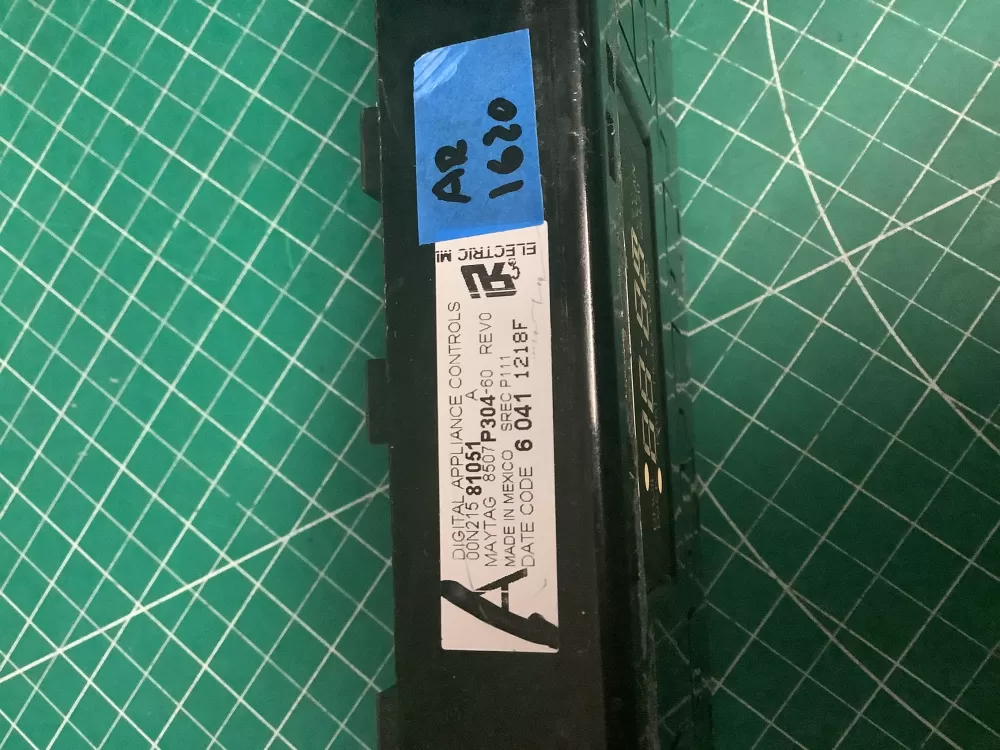 AR
1620
ELECTRIC
DIGITAL APPLIANCE CONTROLS
00N215 81051 A
MAYTAG 8507P304-60 REV0
MADE IN MEXICO SREC P111
DATE CODE 6 041 1218F
A